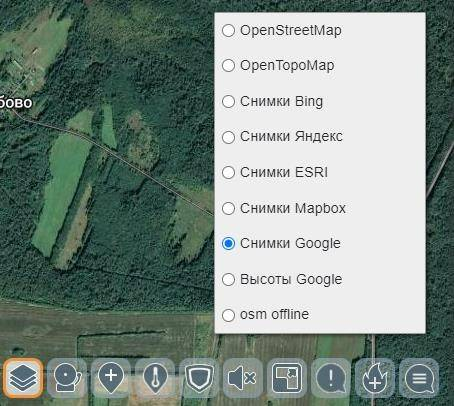 OpenStreetMap
OpenTopoMap
Снимки Bing
бово
Снимки Яндекс
Снимки ESRI
Снимки Mapbox
Снимки Google
Высоты Google
osm offline